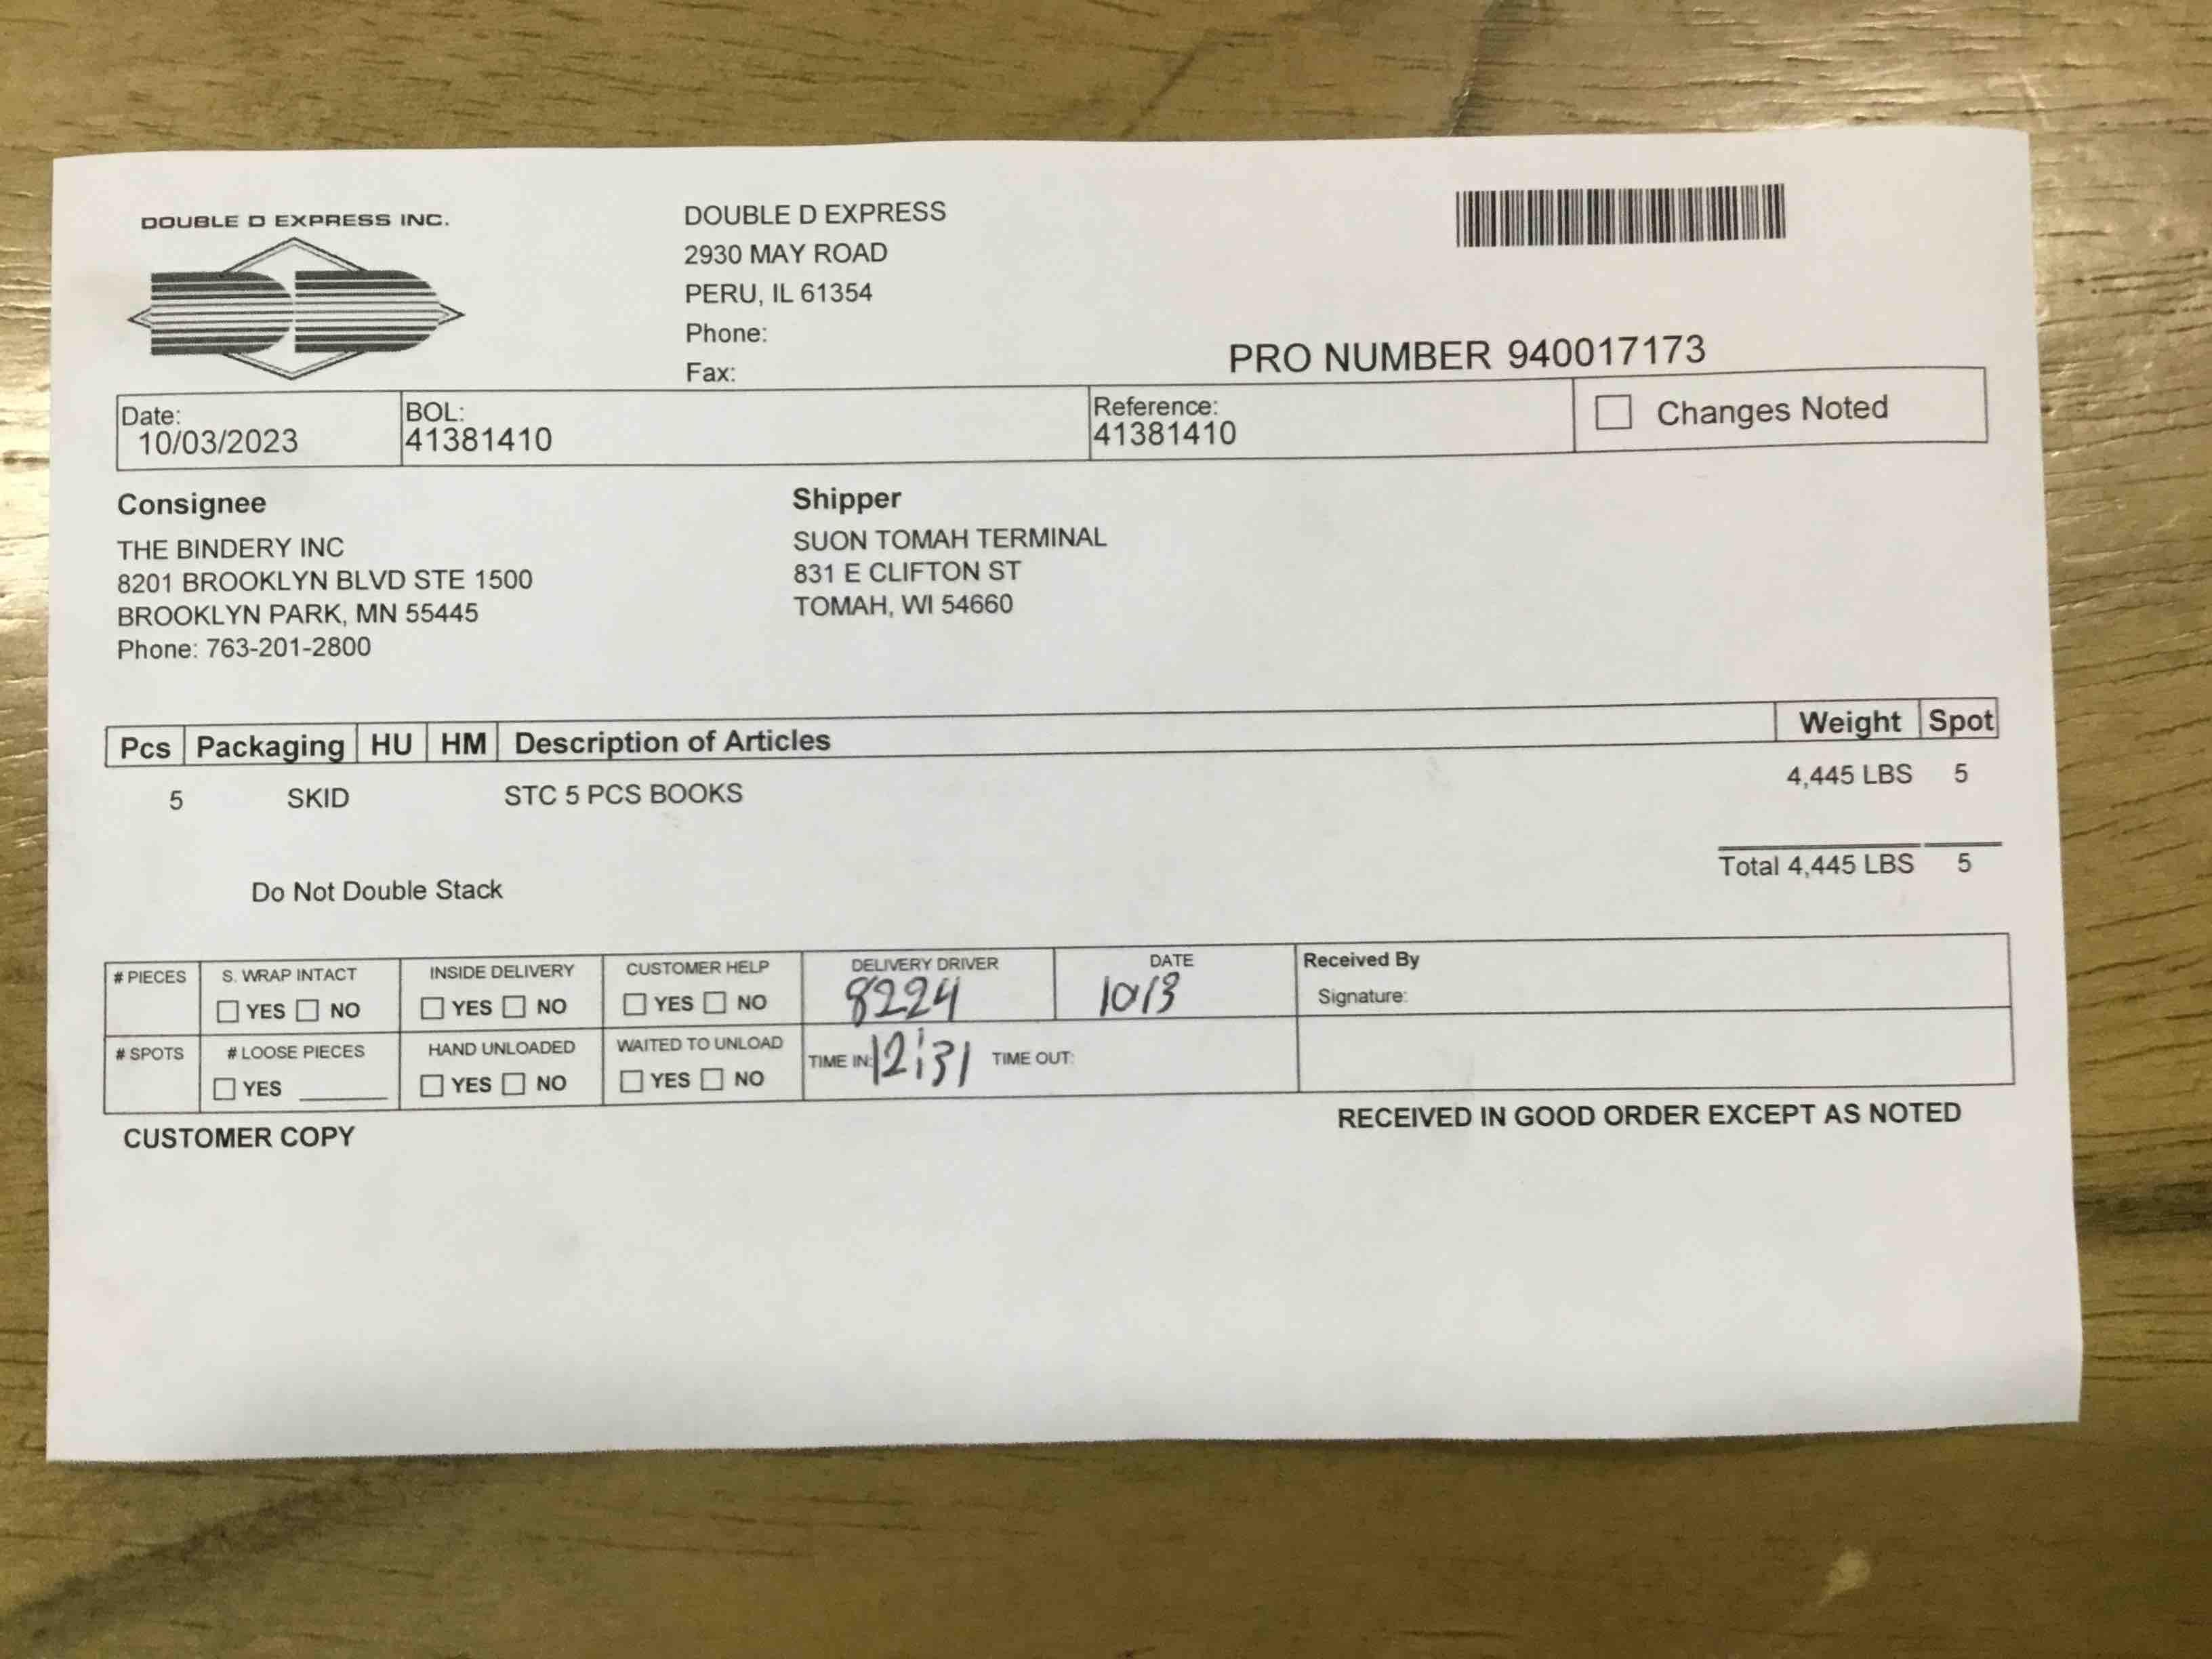 DOUBLE D EXPRESS INC.
DOUBLE D EXPRESS
2930 MAY ROAD
PERU, IL 61354
Phone:
Fax:
PRO NUMBER 940017173
Date:
10/03/2023
BOL:
41381410
Reference:
41381410
Changes Noted
Consignee
THE BINDERY INC
8201 BROOKLYN BLVD STE 1500
BROOKLYN PARK, MN 55445
Phone: 763-201-2800
Shipper
SUON TOMAH TERMINAL
831 E CLIFTON ST
TOMAH, WI 54660
Pcs Packaging HU HM Description of Articles Weight Spot
5 SKID STC 5 PCS BOOKS 4,445 LBS 5
Total 4,445 LBS 5
Do Not Double Stack
# PIECES
S. WRAP INTACT
YES NO
INSIDE DELIVERY
YES NO
CUSTOMER HELP
YES NO
DELIVERY DRIVER
8224
DATE
10/3
Received By
Signature:
# SPOTS
# LOOSE PIECES
YES
HAND UNLOADED
YES NO
WAITED TO UNLOAD
YES NO
TIME IN: 12:31 TIME OUT:
CUSTOMER COPY
RECEIVED IN GOOD ORDER EXCEPT AS NOTED